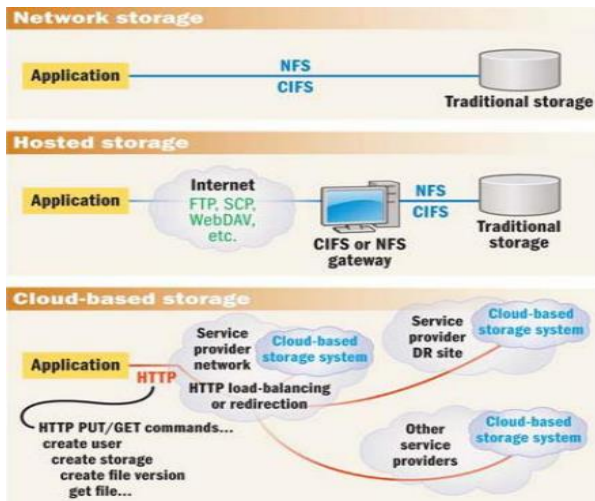 Network storage
Application
NFS
CIFS
Traditional storage
Hosted storage
Application
Internet
FTP, SCP,
WebDAV,
etc.
CIFS or NFS
gateway
NFS
CIFS
Traditional
storage
Cloud-based storage
Application
HTTP
Service
provider
network
Cloud-based
storage system
HTTP load-balancing
or redirection
Service
provider
DR site
Cloud-based
storage system
HTTP PUT/GET commands...
create user
create storage
create file version
get file...
Other
service
providers
Cloud-based
storage system